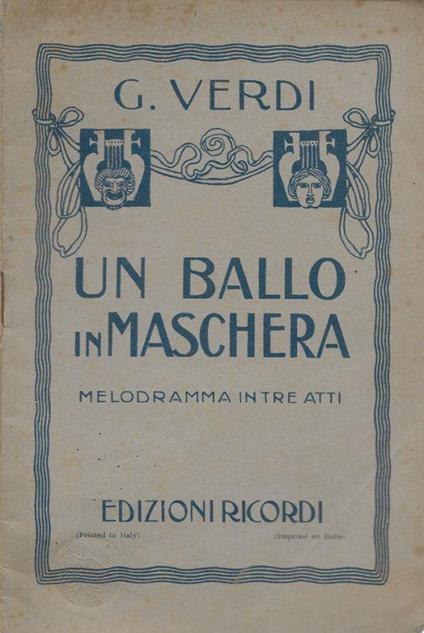 G. VERDI
UN BALLO
IN MASCHERA
MELODRAMMA IN TRE ATTI
EDIZIONI RICORDI
(Printed in Italy) (Imprimé en Italie)